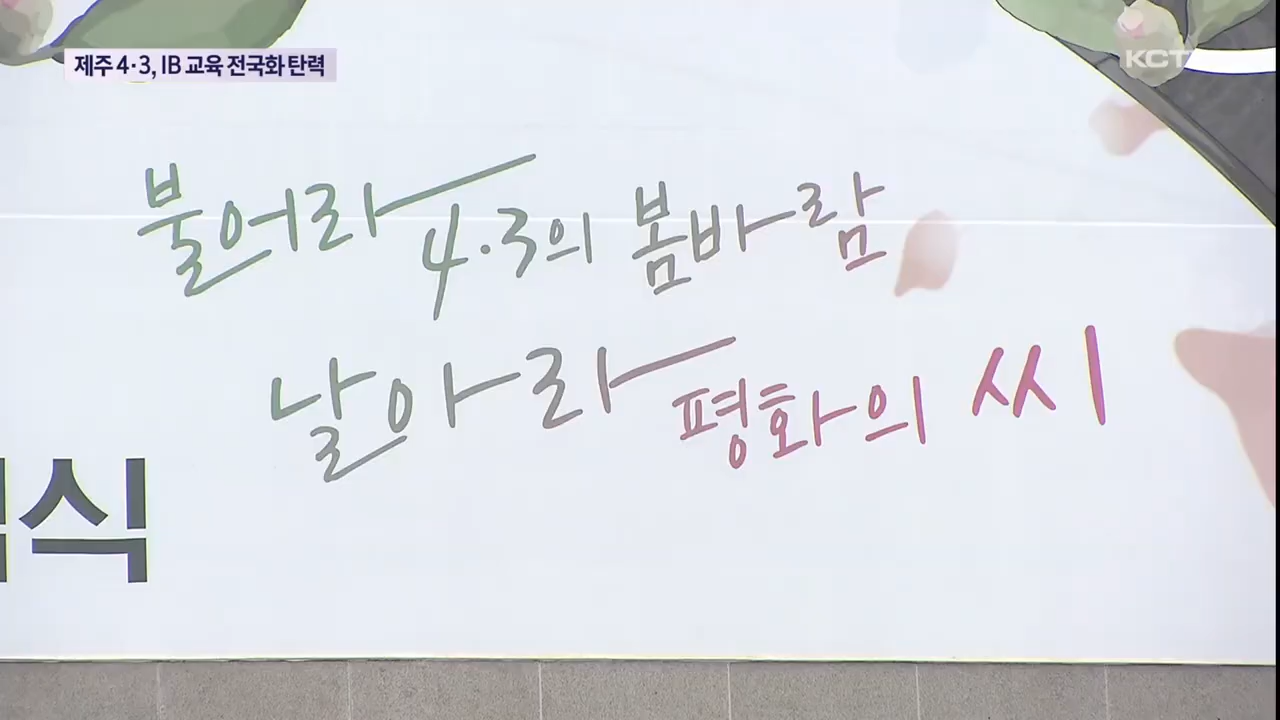 제주 4·3, IB 교육 전국화 탄력
KCT
불어라 4·3의 봄바람
날아라 평화의 씨
식